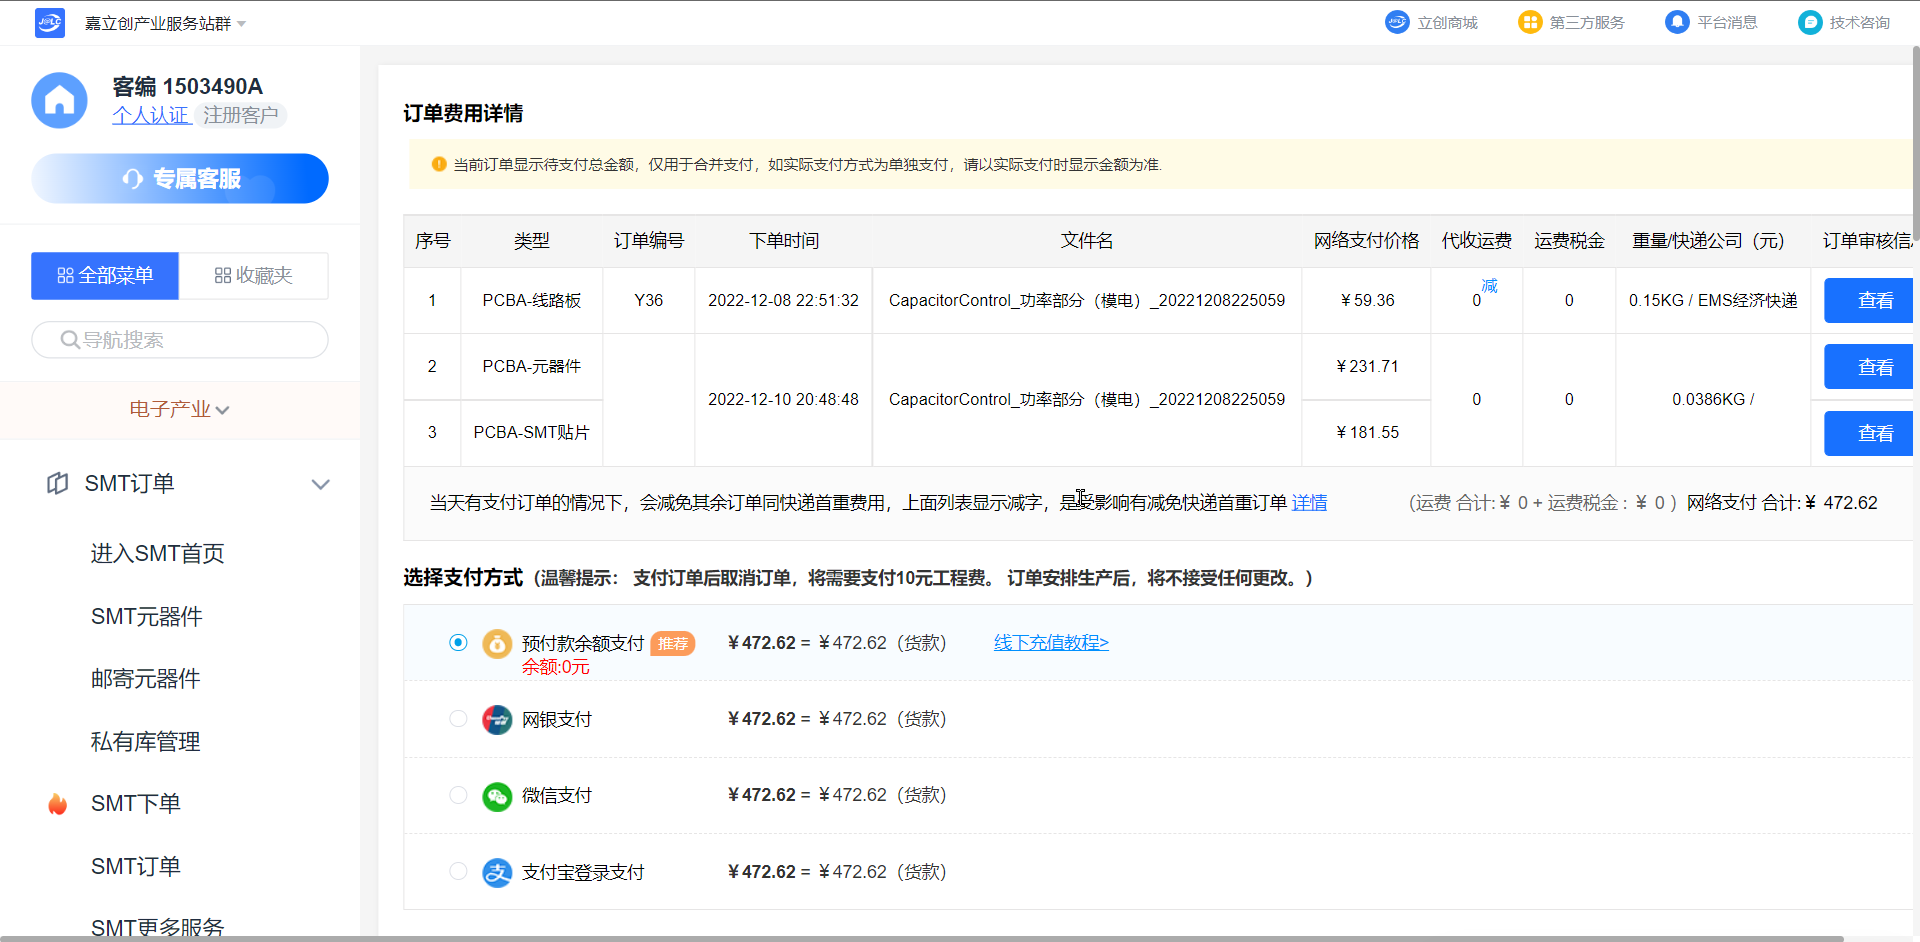 嘉立创产业服务站群
立创商城 第三方服务 平台消息 技术咨询
客编 1503490A
个人认证 注册客户
专属客服
全部菜单 收藏夹
导航搜索
电子产业
SMT订单
进入SMT首页
SMT元器件
邮寄元器件
私有库管理
SMT下单
SMT订单
SMT更多服务
订单费用详情
当前订单显示待支付总金额，仅用于合并支付，如实际支付方式为单独支付，请以实际支付时显示金额为准.
序号 类型 订单编号 下单时间 文件名 网络支付价格 代收运费 运费税金 重量/快递公司（元） 订单审核信
减
1 PCBA-线路板 Y36 2022-12-08 22:51:32 CapacitorControl_功率部分（模电）_20221208225059 ￥59.36 0 0 0.15KG / EMS经济快递 查看
2 PCBA-元器件 ￥231.71 查看
2022-12-10 20:48:48 CapacitorControl_功率部分（模电）_20221208225059 0 0 0.0386KG /
3 PCBA-SMT贴片 ￥181.55 查看
当天有支付订单的情况下，会减免其余订单同快递首重费用，上面列表显示减字，是受影响有减免快递首重订单 详情 （运费 合计:￥ 0 + 运费税金 : ￥ 0 ）网络支付 合计:￥ 472.62
选择支付方式（温馨提示： 支付订单后取消订单，将需要支付10元工程费。 订单安排生产后，将不接受任何更改。）
预付款余额支付 推荐 ￥472.62 = ￥472.62（货款） 线下充值教程>
余额:0元
网银支付 ￥472.62 = ￥472.62（货款）
微信支付 ￥472.62 = ￥472.62（货款）
支付宝登录支付 ￥472.62 = ￥472.62（货款）